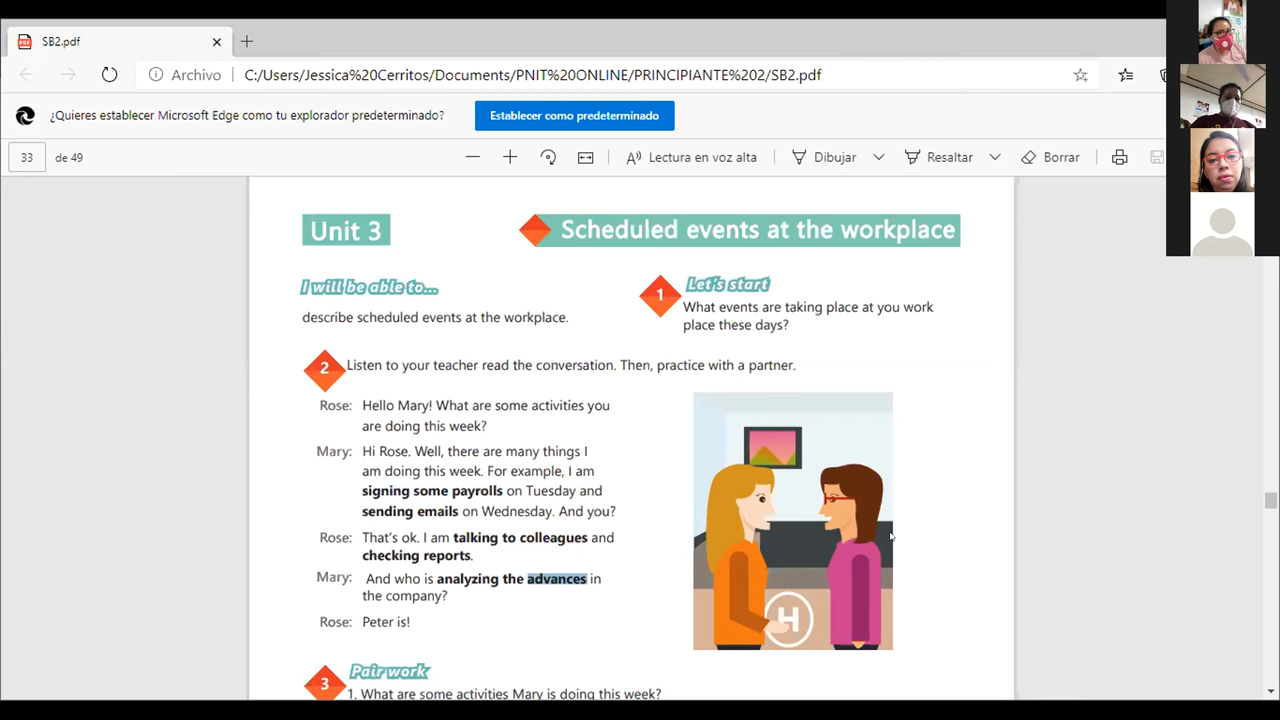 SB2.pdf
Archivo C:/Users/Jessica%20Cerritos/Documents/PNIT%20ONLINE/PRINCIPIANTE%202/SB2.pdf
¿Quieres establecer Microsoft Edge como tu explorador predeterminado? Establecer como predeterminado
33 de 49 Lectura en voz alta Dibujar Resaltar Borrar
Unit 3
Scheduled events at the workplace
I will be able to...
describe scheduled events at the workplace.
1 Let's start
What events are taking place at you work
place these days?
2 Listen to your teacher read the conversation. Then, practice with a partner.
Rose: Hello Mary! What are some activities you
are doing this week?
Mary: Hi Rose. Well, there are many things I
am doing this week. For example, I am
signing some payrolls on Tuesday and
sending emails on Wednesday. And you?
Rose: That's ok. I am talking to colleagues and
checking reports.
Mary: And who is analyzing the advances in
the company?
Rose: Peter is!
H
3 Pair work
1. What are some activities Mary is doing this week?